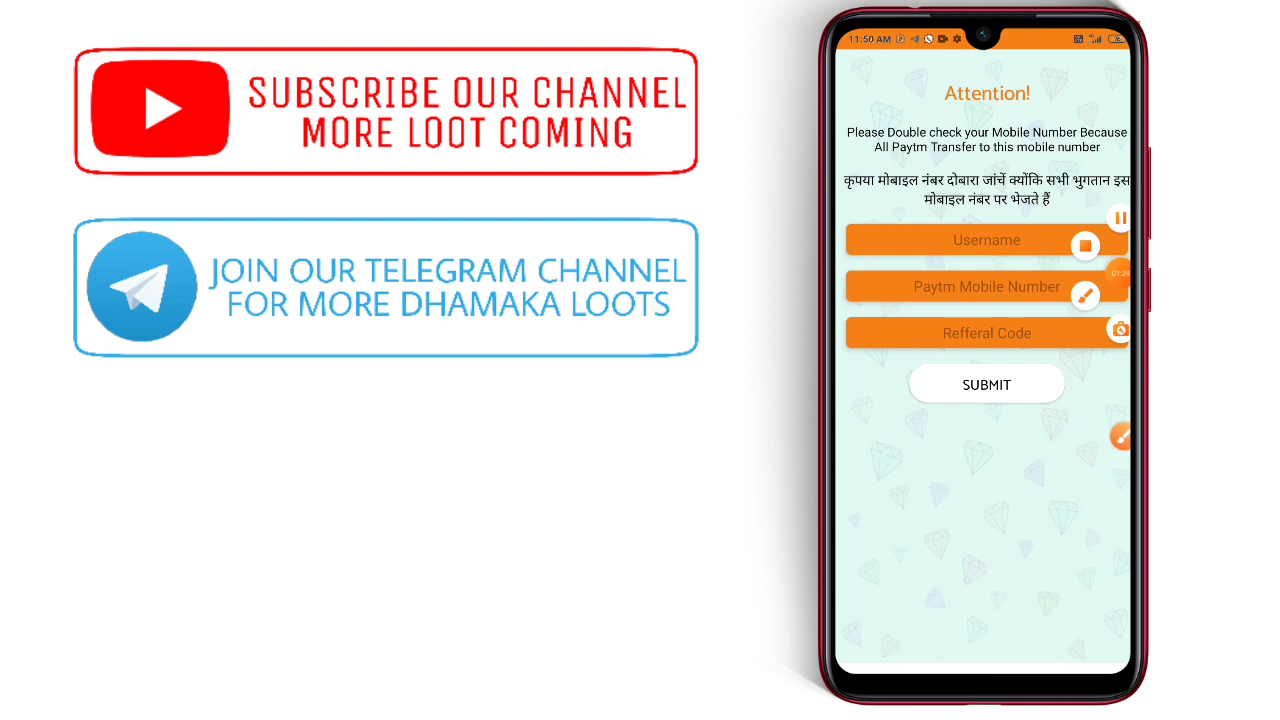 SUBSCRIBE OUR CHANNEL
MORE LOOT COMING
JOIN OUR TELEGRAM CHANNEL
FOR MORE DHAMAKA LOOTS
11:50 AM
Attention!
Please Double check your Mobile Number Because
All Paytm Transfer to this mobile number
कृपया मोबाइल नंबर दोबारा जांचें क्योंकि सभी भुगतान इस
मोबाइल नंबर पर भेजते हैं
Username
Paytm Mobile Number
01:39
Refferal Code
SUBMIT